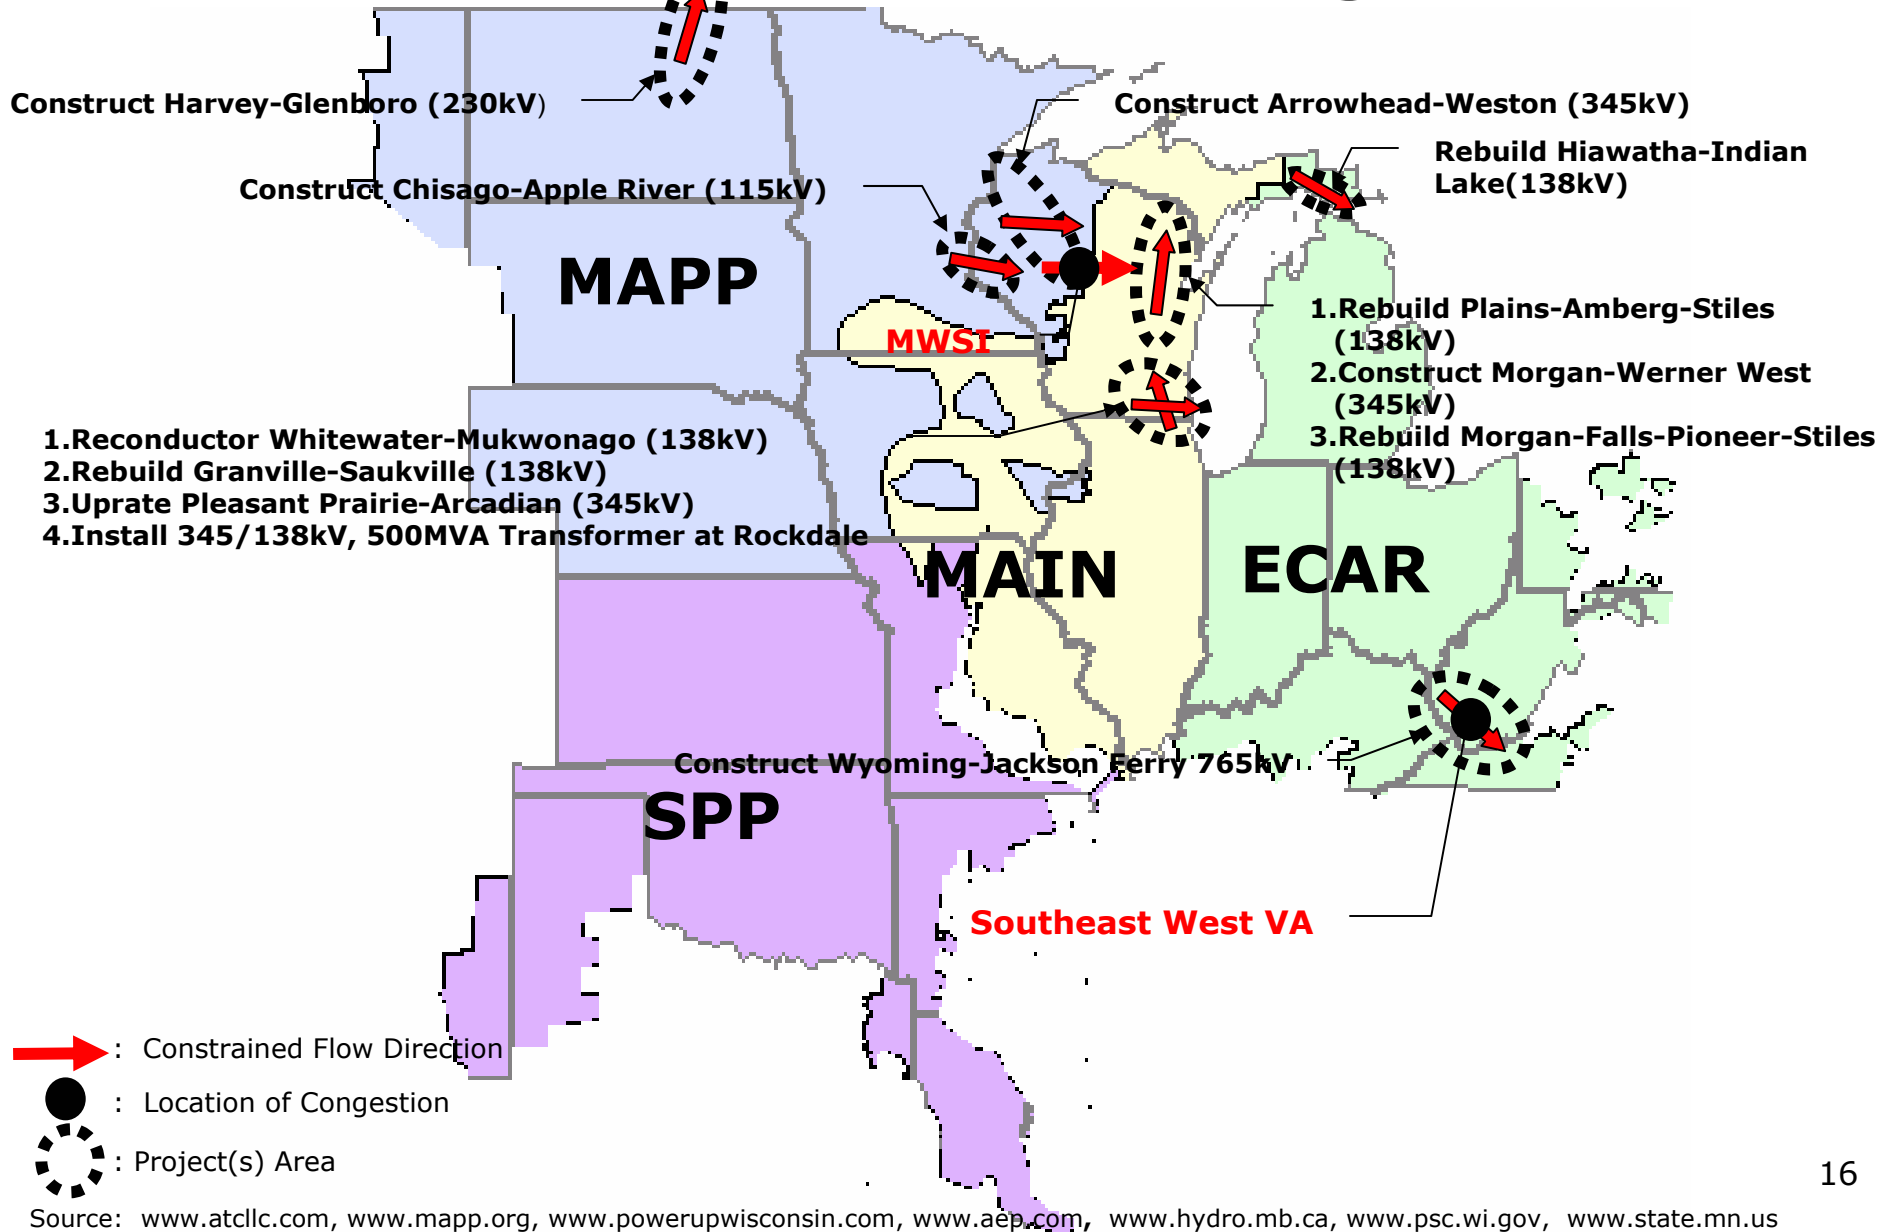 Construct Harvey-Glenboro (230kV)
Construct Arrowhead-Weston (345kV)
Rebuild Hiawatha-Indian
Lake(138kV)
Construct Chisago-Apple River (115kV)
MAPP
MWSI
1.Rebuild Plains-Amberg-Stiles
(138kV)
2.Construct Morgan-Werner West
(345kV)
3.Rebuild Morgan-Falls-Pioneer-Stiles
(138kV)
1.Reconductor Whitewater-Mukwonago (138kV)
2.Rebuild Granville-Saukville (138kV)
3.Uprate Pleasant Prairie-Arcadian (345kV)
4.Install 345/138kV, 500MVA Transformer at Rockdale
MAIN
ECAR
Construct Wyoming-Jackson Ferry 765kV
SPP
Southeast West VA
: Constrained Flow Direction
: Location of Congestion
: Project(s) Area
16
Source: www.atcllc.com, www.mapp.org, www.powerupwisconsin.com, www.aep.com, www.hydro.mb.ca, www.psc.wi.gov, www.state.mn.us